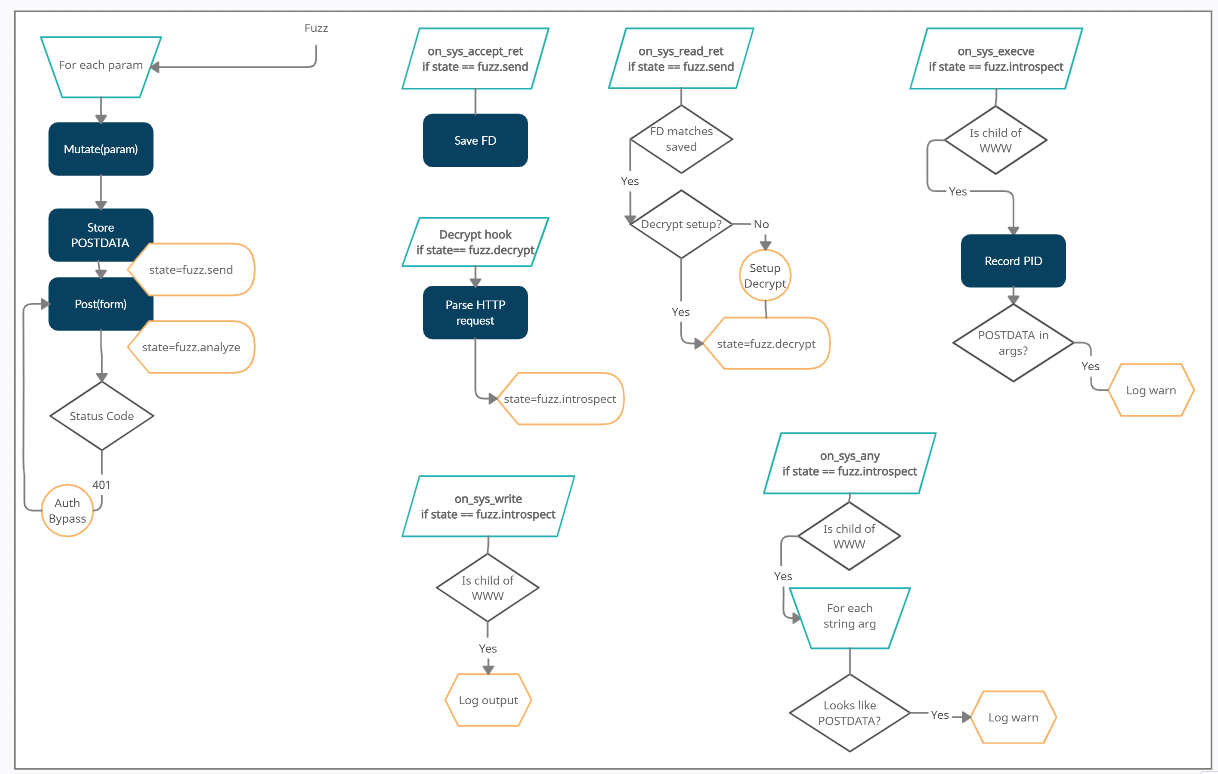 Fuzz
For each param
Mutate(param)
Store
POSTDATA
state=fuzz.send
Post(form)
state=fuzz.analyze
Status Code
401
Auth
Bypass
on_sys_accept_ret
if state == fuzz.send
Save FD
Decrypt hook
if state== fuzz.decrypt
Parse HTTP
request
state=fuzz.introspect
on_sys_write
if state == fuzz.introspect
Is child of
WWW
Yes
Log output
on_sys_read_ret
if state == fuzz.send
FD matches
saved
Yes
Decrypt setup?
No
Setup
Decrypt
Yes
state=fuzz.decrypt
on_sys_execve
if state == fuzz.introspect
Is child of
WWW
Yes
Record PID
POSTDATA in
args?
Yes
Log warn
on_sys_any
if state == fuzz.introspect
Is child of
WWW
Yes
For each
string arg
Looks like
POSTDATA?
Yes
Log warn